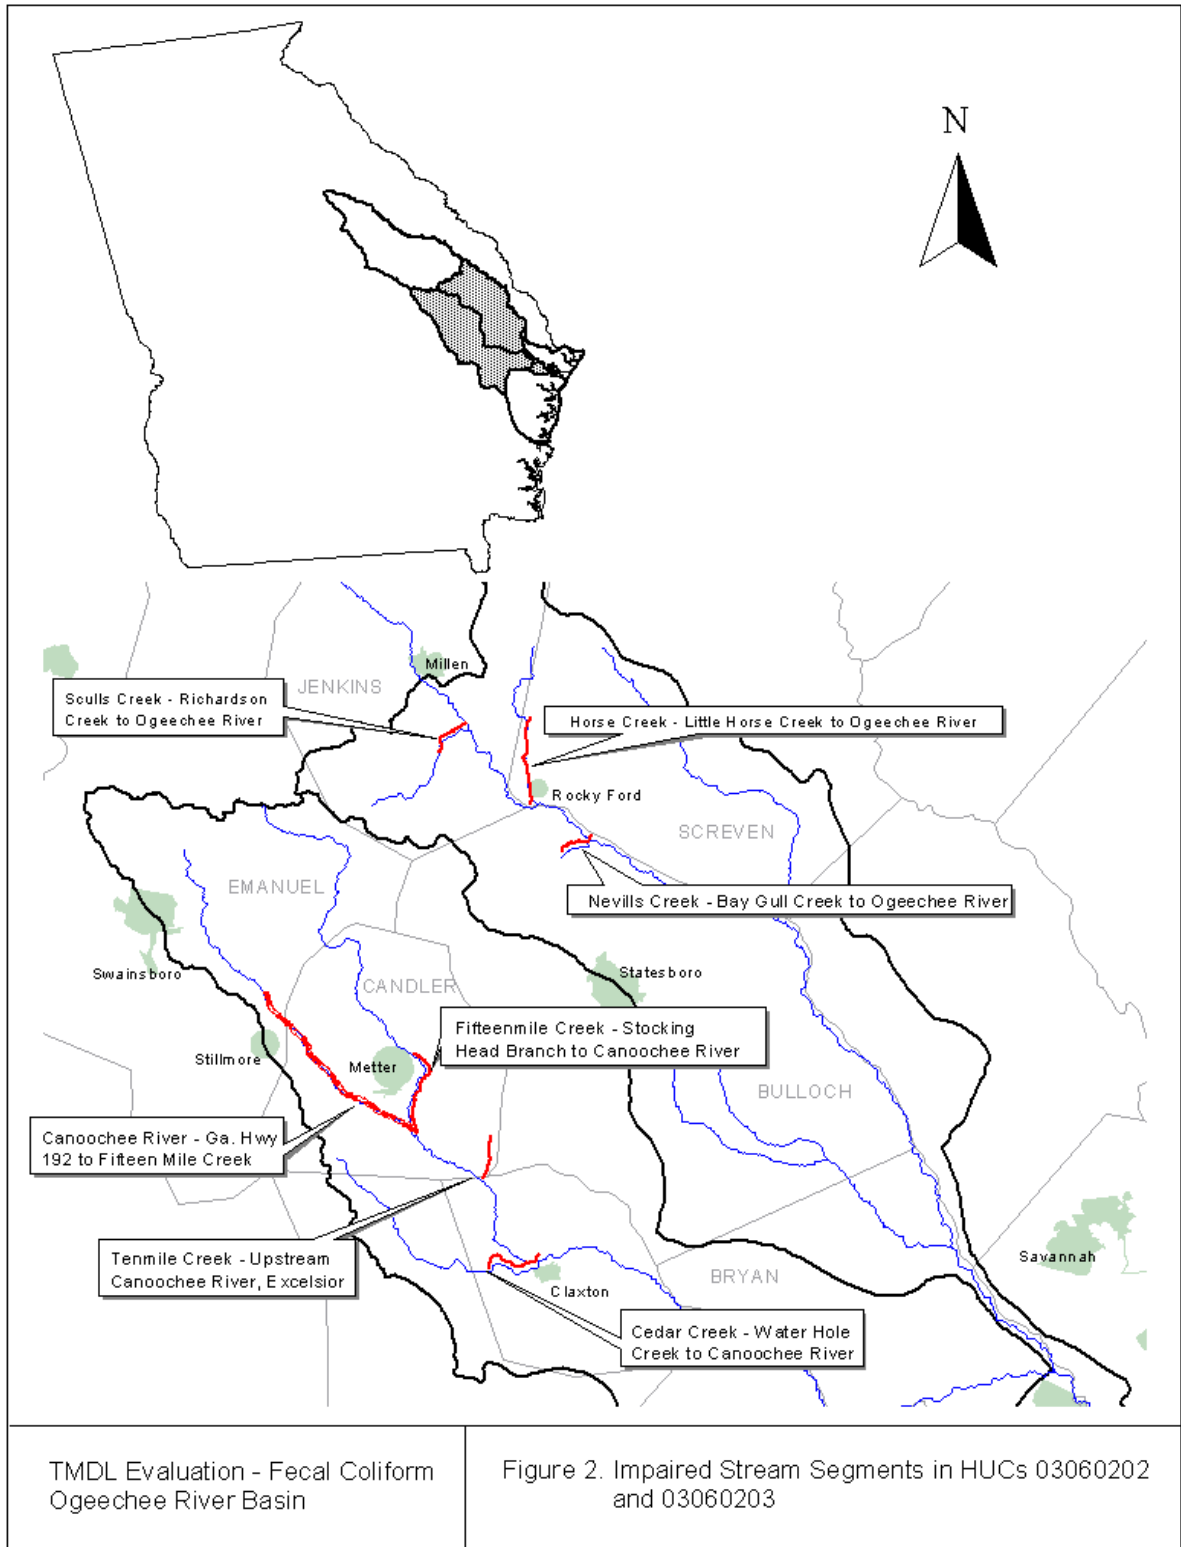 N
Millen
JENKINS
Sculls Creek - Richardson
Creek to Ogeechee River
Horse Creek - Little Horse Creek to Ogeechee River
Rocky Ford
SCREVEN
EMANUEL
Nevills Creek - Bay Gull Creek to Ogeechee River
Swainsboro
Statesboro
CANDLER
Fifteenmile Creek - Stocking
Head Branch to Canoochee River
Stillmore
Metter
BULLOCH
Canoochee River - Ga. Hwy
192 to Fifteen Mile Creek
Tenmile Creek - Upstream
Canoochee River, Excelsior
Savannah
BRYAN
Claxton
Cedar Creek - Water Hole
Creek to Canoochee River
TMDL Evaluation - Fecal Coliform
Ogeechee River Basin
Figure 2. Impaired Stream Segments in HUCs 03060202
and 03060203